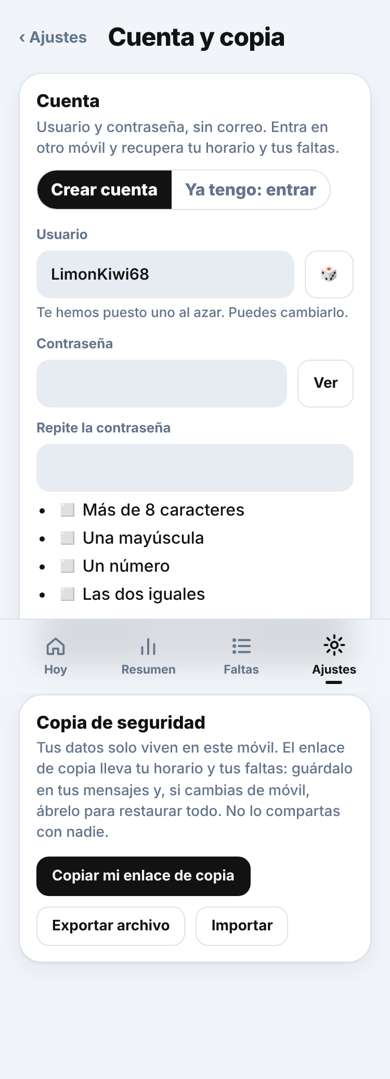 ‹ Ajustes Cuenta y copia
Cuenta
Usuario y contraseña, sin correo. Entra en
otro móvil y recupera tu horario y tus faltas.
Crear cuenta Ya tengo: entrar
Usuario
LimonKiwi68
Te hemos puesto uno al azar. Puedes cambiarlo.
Contraseña
Ver
Repite la contraseña
• Más de 8 caracteres
• Una mayúscula
• Un número
• Las dos iguales
Hoy Resumen Faltas Ajustes
Copia de seguridad
Tus datos solo viven en este móvil. El enlace
de copia lleva tu horario y tus faltas: guárdalo
en tus mensajes y, si cambias de móvil,
ábrelo para restaurar todo. No lo compartas
con nadie.
Copiar mi enlace de copia
Exportar archivo Importar